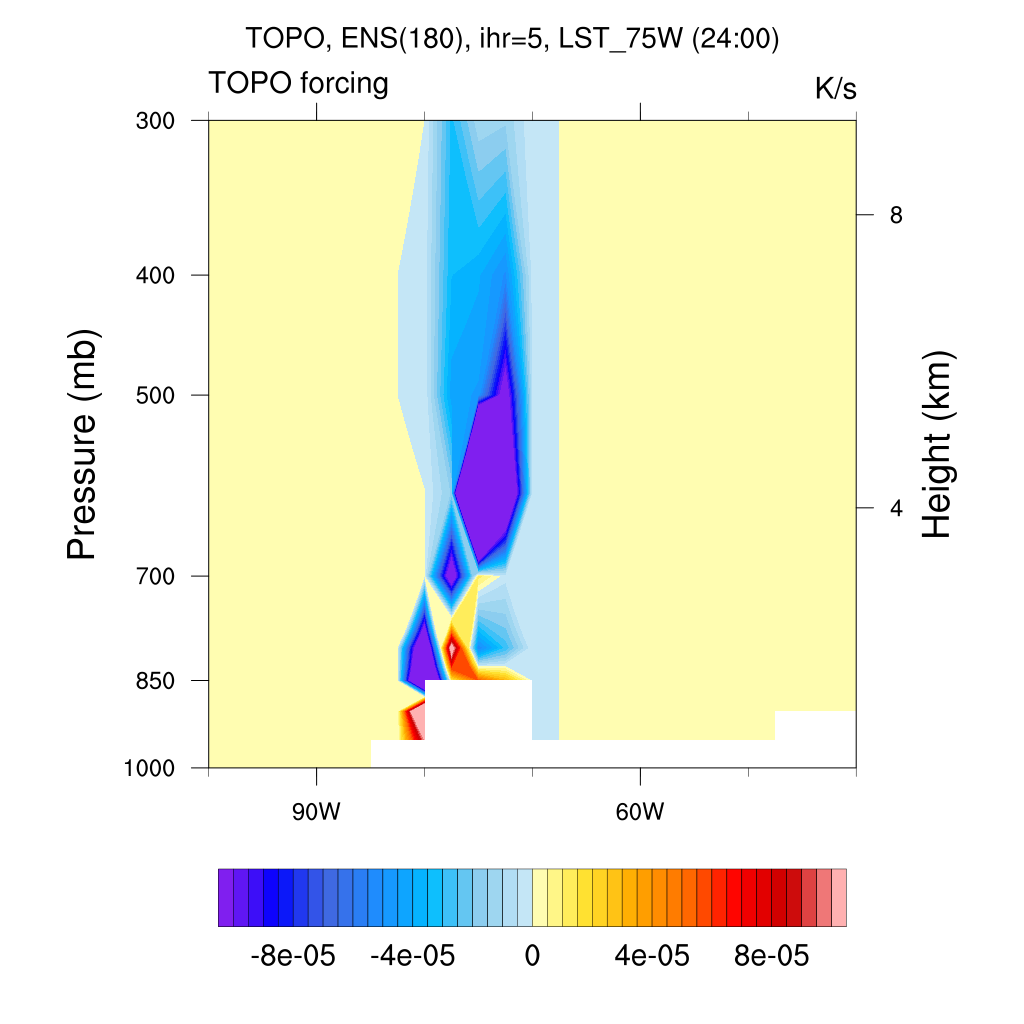 TOPO, ENS(180), ihr=5, LST_75W (24:00)
TOPO forcing
K/s
300
400
500
700
850
1000
Pressure (mb)
8
4
Height (km)
90W
60W
-8e-05
-4e-05
0
4e-05
8e-05